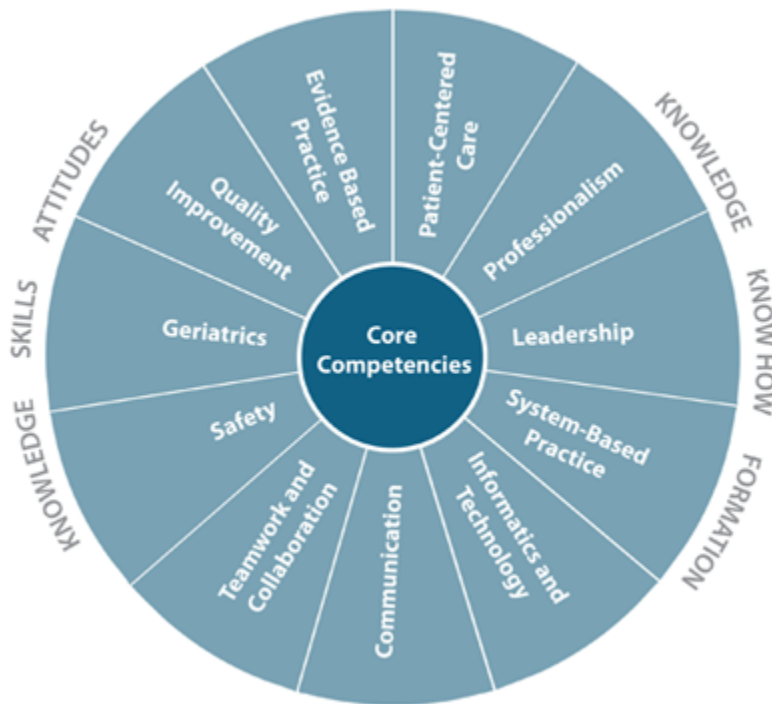 Core
Competencies
Patient-Centered
Care
Professionalism
Leadership
System-Based
Practice
Informatics and
Technology
Communication
Teamwork and
Collaboration
Safety
Geriatrics
Quality
Improvement
Evidence Based
Practice
KNOWLEDGE
KNOW HOW
FORMATION
KNOWLEDGE
SKILLS
ATTITUDES